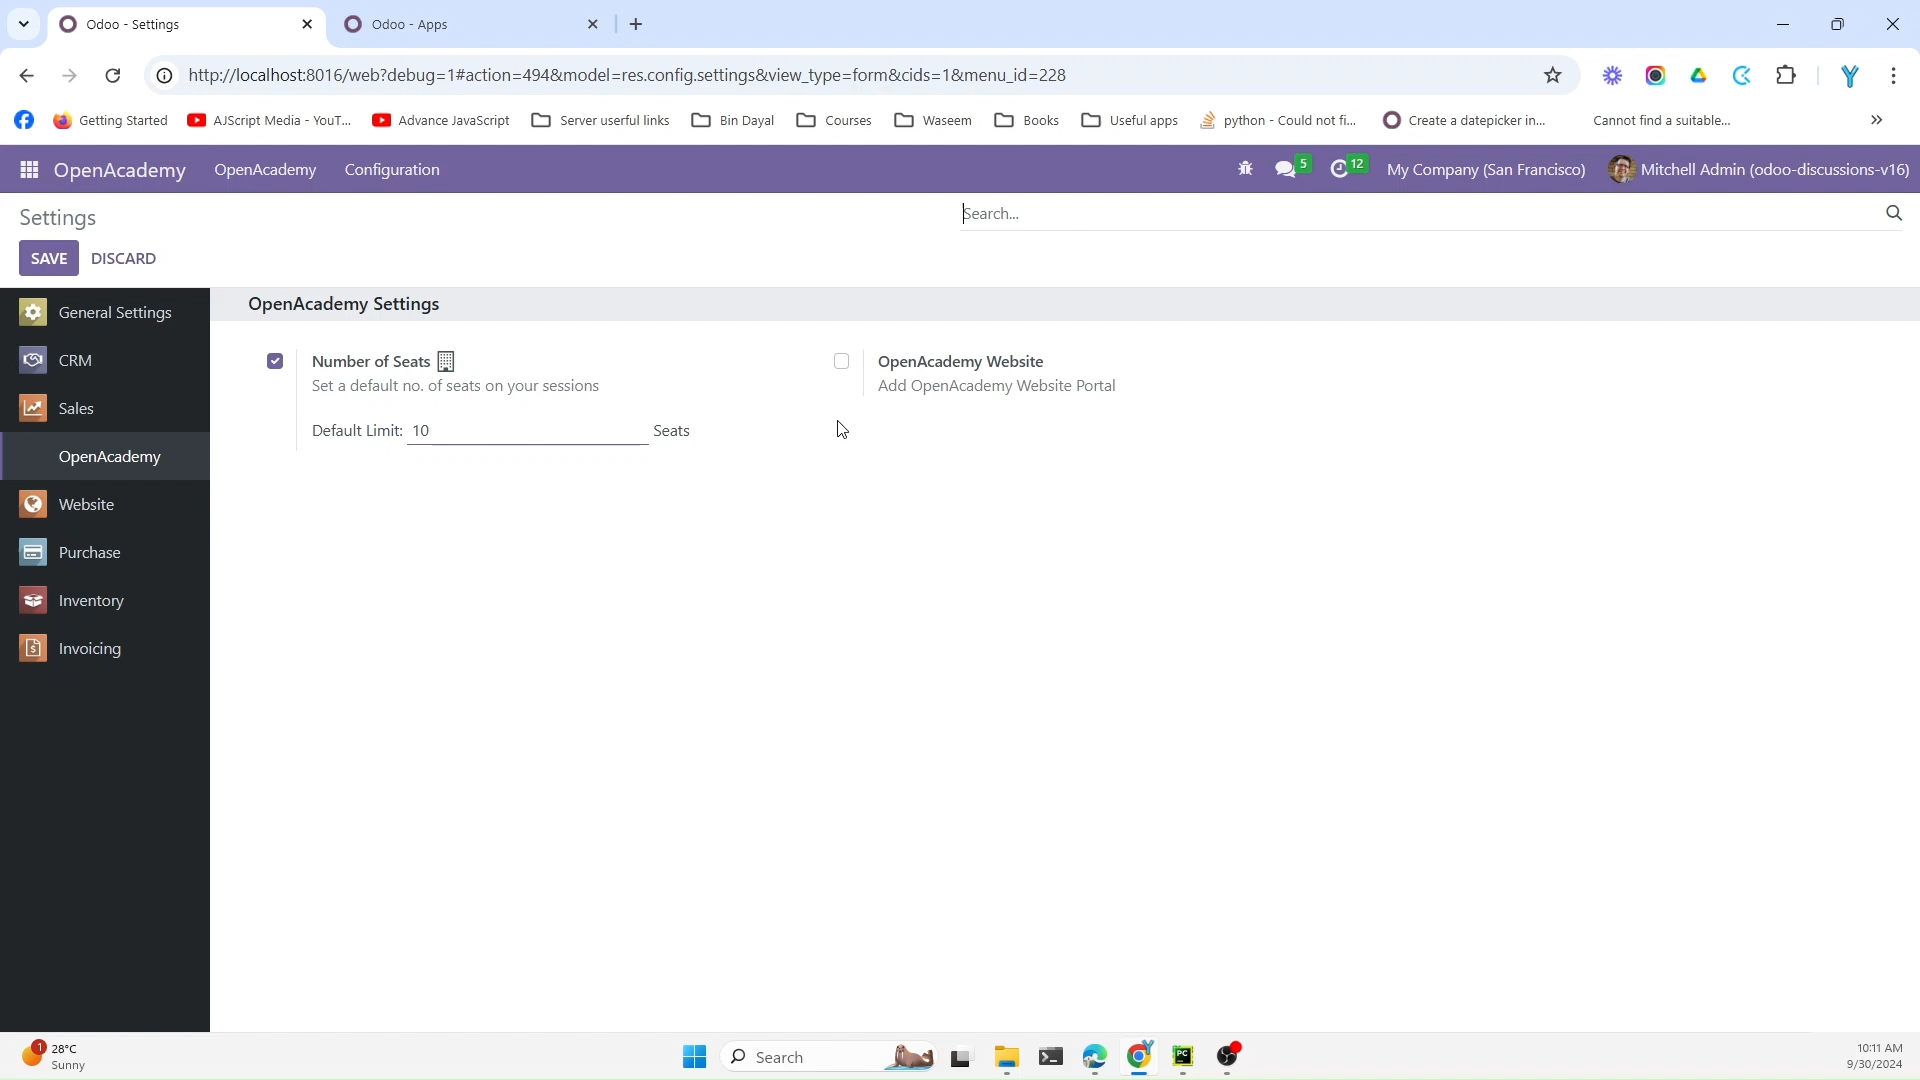 Odoo - Settings
Odoo - Apps
http://localhost:8016/web?debug=1#action=494&model=res.config.settings&view_type=form&cids=1&menu_id=228
Getting Started
AJScript Media - YouT...
Advance JavaScript
Server userful links
Bin Dayal
Courses
Waseem
Books
Useful apps
python - Could not fi...
Create a datepicker in...
Cannot find a suitable...
OpenAcademy
OpenAcademy
Configuration
5
12
My Company (San Francisco)
Mitchell Admin (odoo-discussions-v16)
Settings
Search...
SAVE
DISCARD
General Settings
CRM
Sales
OpenAcademy
Website
Purchase
Inventory
Invoicing
OpenAcademy Settings
Number of Seats
Set a default no. of seats on your sessions
Default Limit: 10 Seats
OpenAcademy Website
Add OpenAcademy Website Portal
1
28°C
Sunny
Search
PC
10:11 AM
9/30/2024